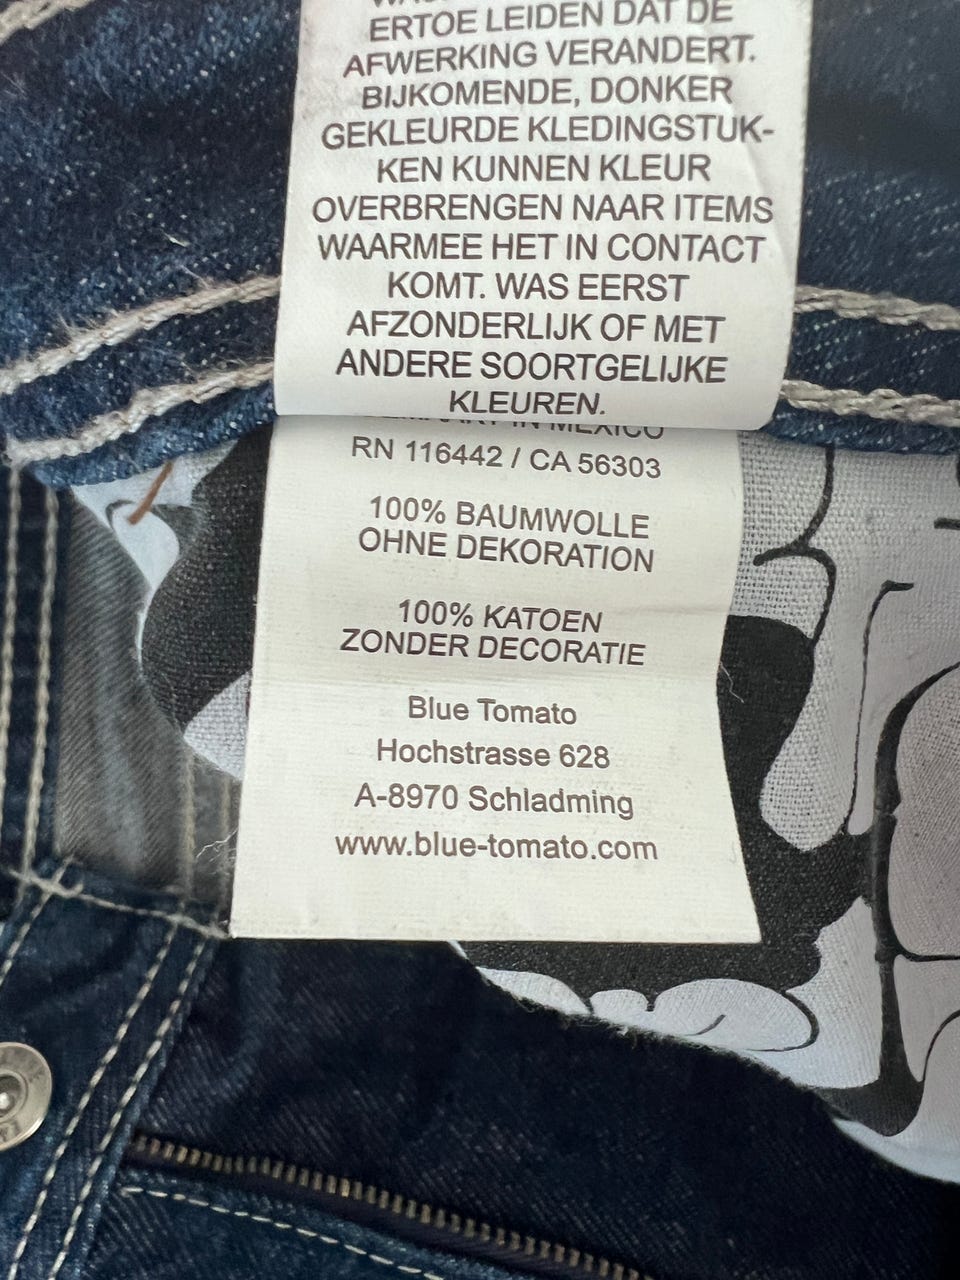 ERTOE LEIDEN DAT DE
AFWERKING VERANDERT.
BIJKOMENDE, DONKER
GEKLEURDE KLEDINGSTUK-
KEN KUNNEN KLEUR
OVERBRENGEN NAAR ITEMS
WAARMEE HET IN CONTACT
KOMT. WAS EERST
AFZONDERLIJK OF MET
ANDERE SOORTGELIJKE
KLEUREN.
IN MEXICO
RN 116442 / CA 56303
100% BAUMWOLLE
OHNE DEKORATION
100% KATOEN
ZONDER DECORATIE
Blue Tomato
Hochstrasse 628
A-8970 Schladming
www.blue-tomato.com